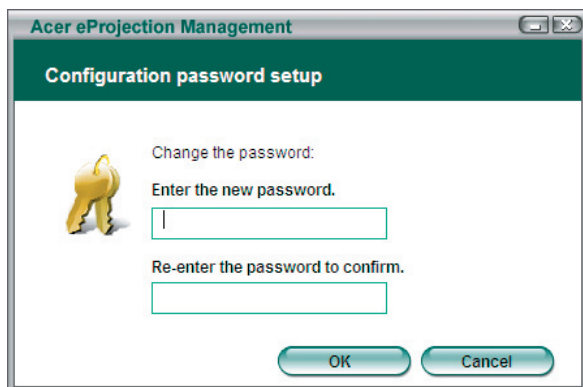 Acer eProjection Management
Configuration password setup
Change the password:
Enter the new password.
Re-enter the password to confirm.
OK
Cancel